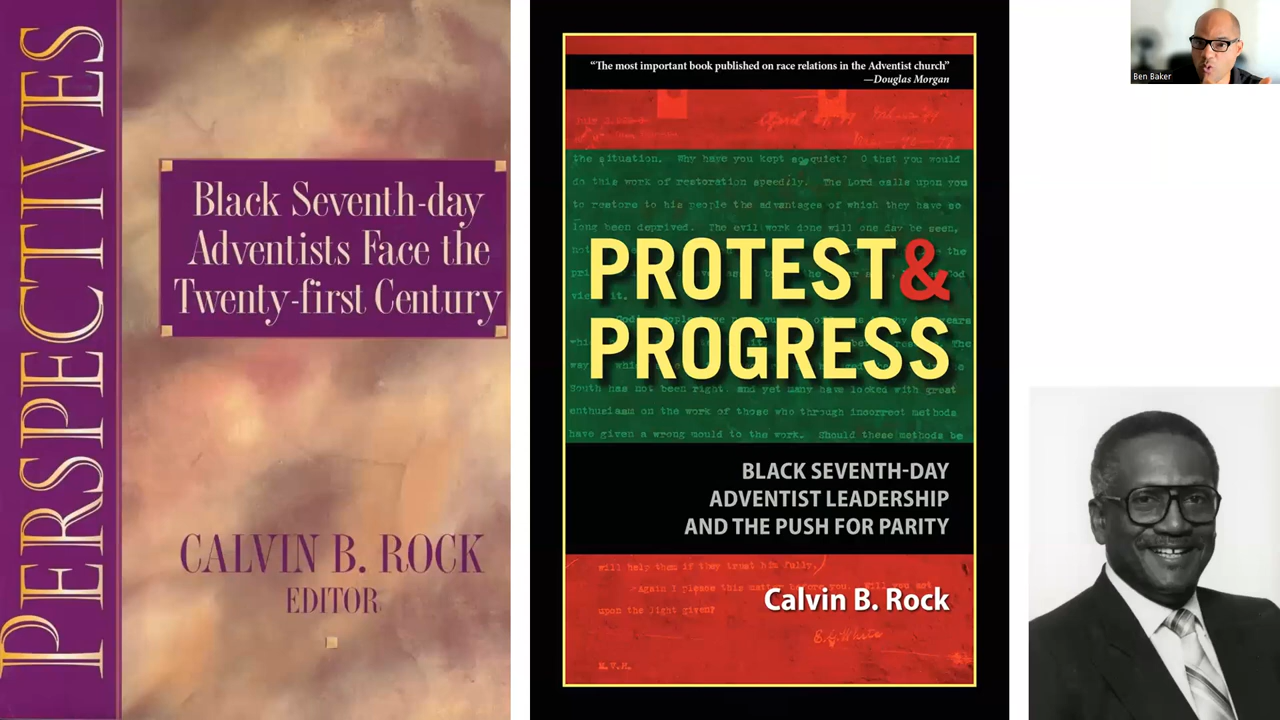 PERSPECTIVES
Black Seventh-day
Adventists Face the
Twenty-first Century
CALVIN B. ROCK
EDITOR
“The most important book published on race relations in the Adventist church”
—Douglas Morgan
the situation. Why have you kept so quiet? O that you would
do this work of restoration speedily. The Lord calls upon you
to restore to his people the advantages of which they have so
long been deprived. The evil work done will one day be seen,
PROTEST&
PROGRESS
South has not been right, and yet many have looked with great
enthusiasm on the work of those who through incorrect methods
have given a wrong mould to the work. Should these methods be
BLACK SEVENTH-DAY
ADVENTIST LEADERSHIP
AND THE PUSH FOR PARITY
will help them if they trust him fully.
Again I please this matter before you. Will you act
upon the light given?
Calvin B. Rock
E. G. White
M.V.H.
Ben Baker